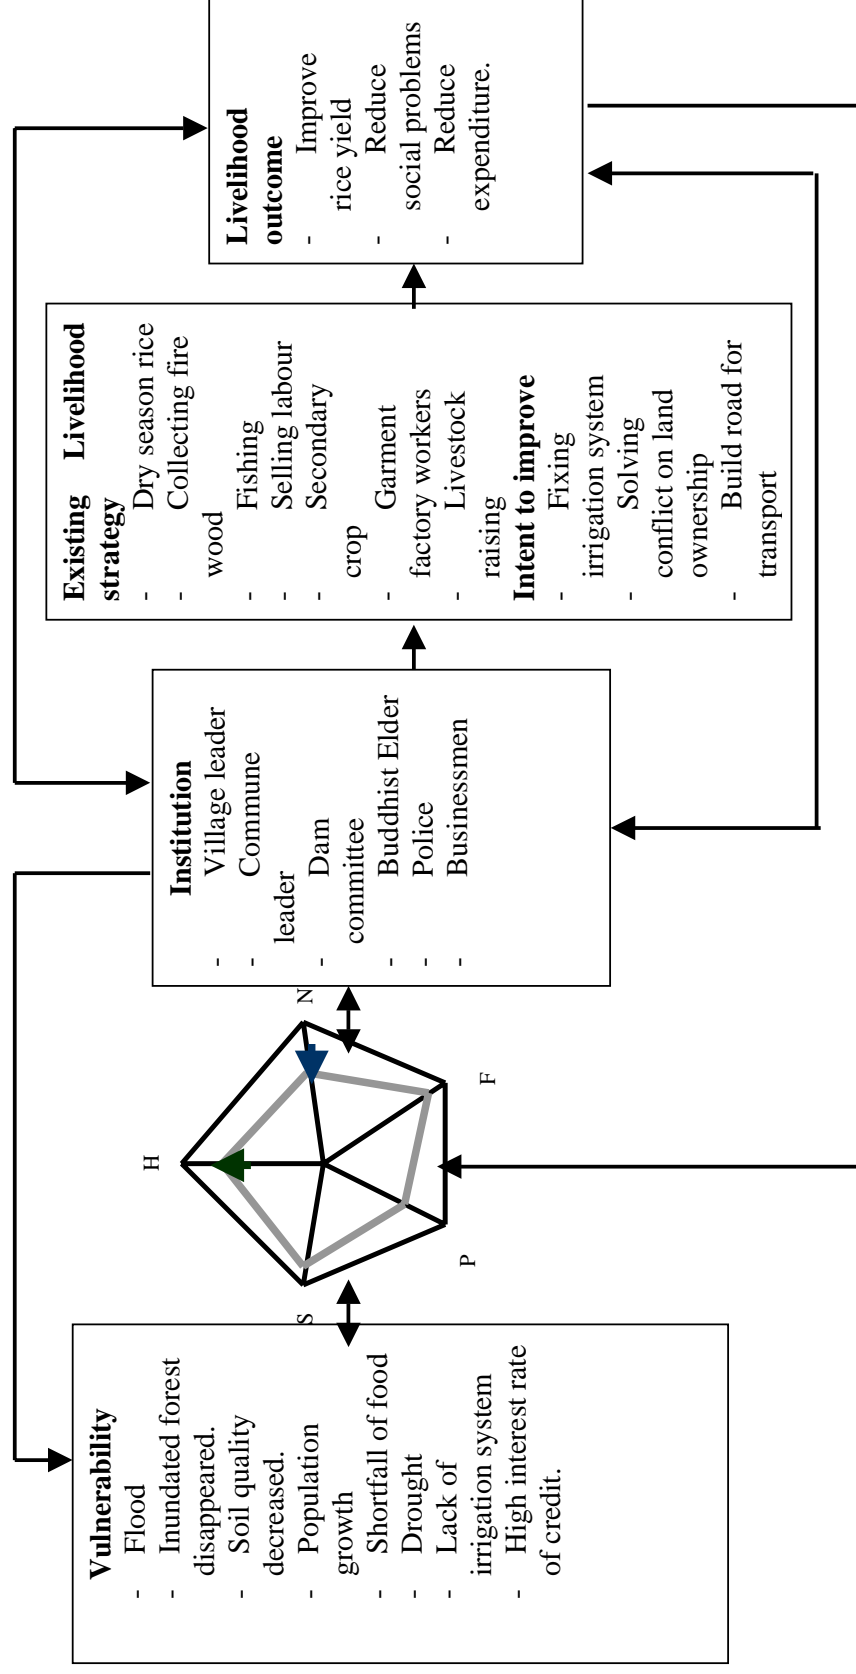 Vulnerability
- Flood
- Inundated forest
disappeared.
- Soil quality
decreased.
- Population
growth
- Shortfall of food
- Drought
- Lack of
irrigation system
- High interest rate
of credit.
S
H
P
F
N
Institution
- Village leader
- Commune
leader
- Dam
committee
- Buddhist Elder
- Police
- Businessmen
Existing Livelihood
strategy
- Dry season rice
- Collecting fire
wood
- Fishing
- Selling labour
- Secondary
crop
- Garment
factory workers
- Livestock
raising
Intent to improve
- Fixing
irrigation system
- Solving
conflict on land
ownership
- Build road for
transport
Livelihood
outcome
- Improve
rice yield
- Reduce
social problems
- Reduce
expenditure.